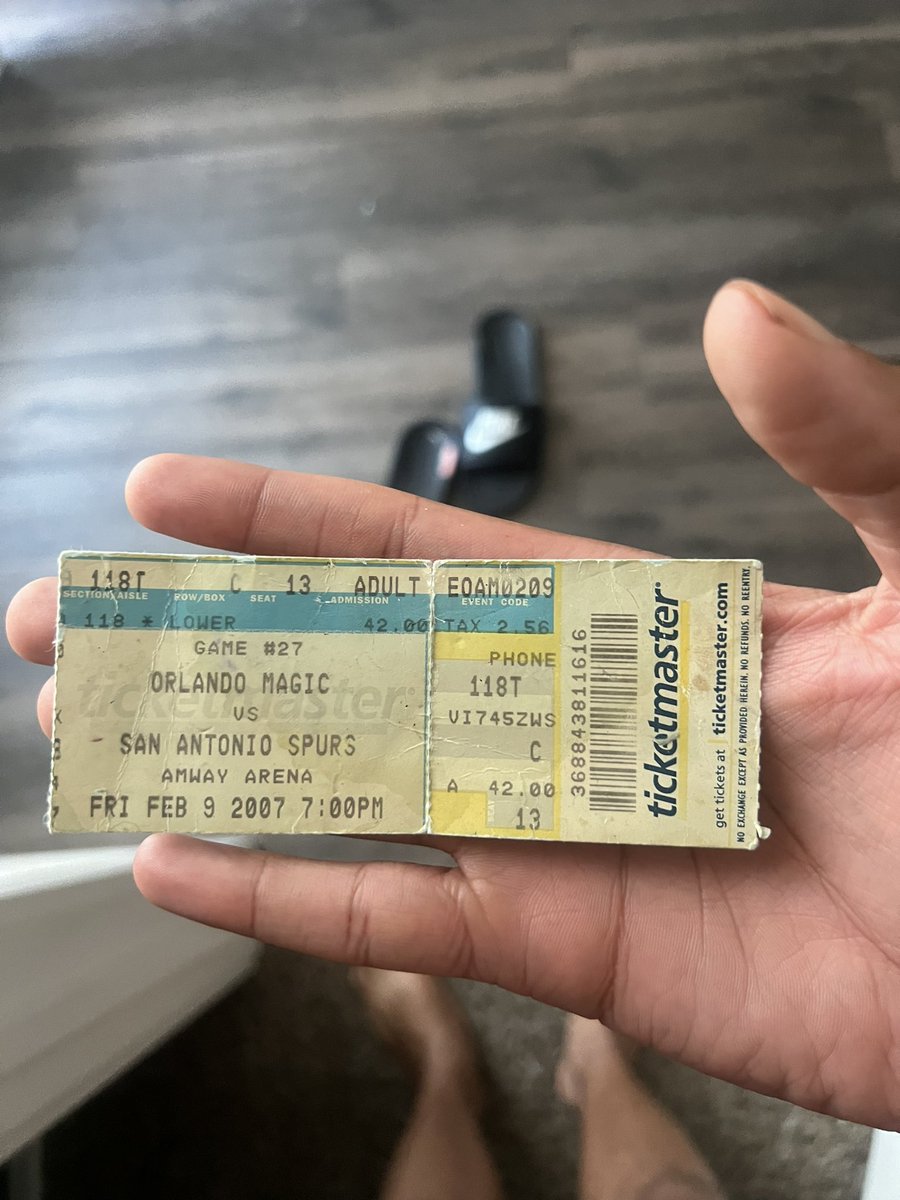 118T C 13 ADULT
SECTION/AISLE ROW/BOX SEAT ADMISSION
118 * LOWER 42.00
GAME #27
ticketmaster
ORLANDO MAGIC
VS
SAN ANTONIO SPURS
AMWAY ARENA
FRI FEB 9 2007 7:00PM
EOAM0209
EVENT CODE
TAX 2.56
PHONE
118T
VI745ZWS
C
A 42.00
13
368843811616
ticketmaster®
get tickets at ticketmaster.com
NO EXCHANGE EXCEPT AS PROVIDED HEREIN. NO REFUNDS. NO REENTRY.